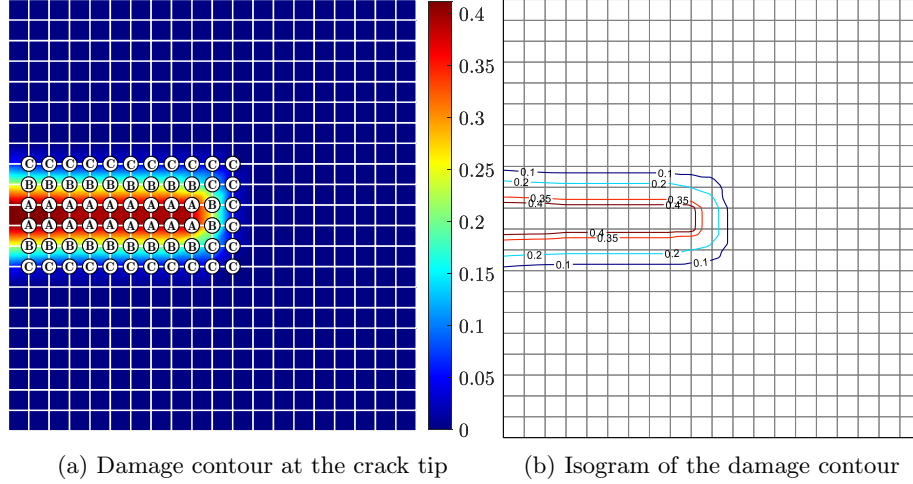 C C C C C C C C C C C
B B B B B B B B B C C
A A A A A A A A A B C
A A A A A A A A A B C
B B B B B B B B B C C
C C C C C C C C C C C
0.4
0.35
0.3
0.25
0.2
0.15
0.1
0.05
0
0.1 0.1
0.2 0.2
0.35 0.35
0.4 0.4
0.4
0.35
0.2 0.2
0.1 0.1
(a) Damage contour at the crack tip
(b) Isogram of the damage contour